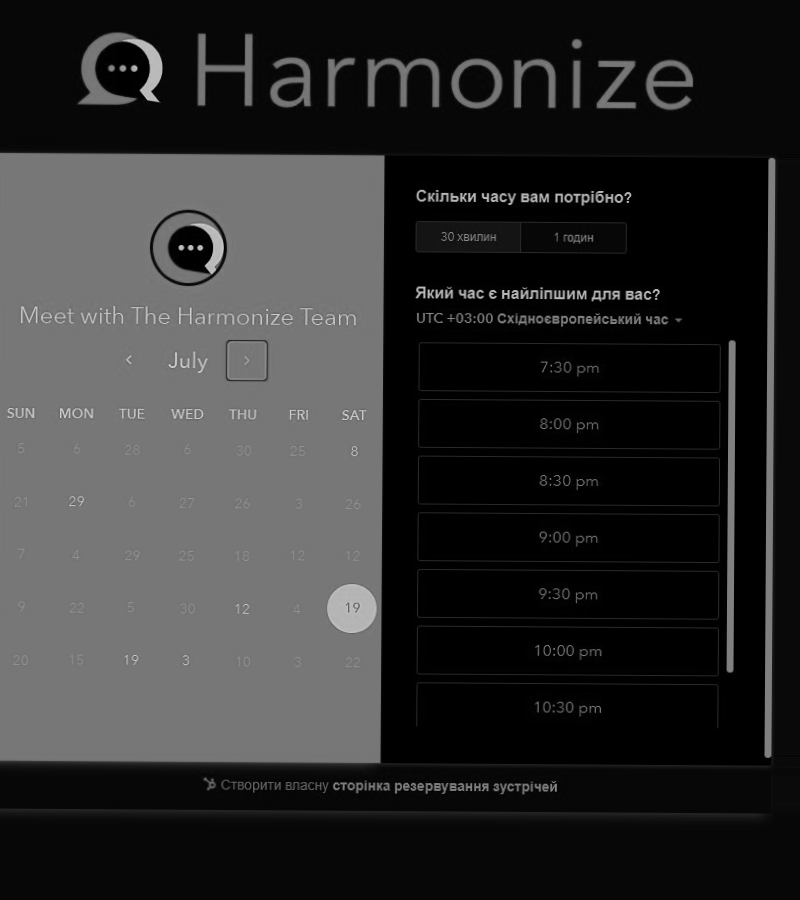 Harmonize
Meet with The Harmonize Team
July
SUN MON TUE WED THU FRI SAT
5 6 28 6 30 25 8
21 29 6 27 26 3 26
7 4 29 25 18 12 12
9 22 5 30 12 4 19
20 15 19 3 10 3 22
Скільки часу вам потрібно?
30 хвилин 1 годин
Який час є найліпшим для вас?
UTC +03:00 Східноєвропейський час
7:30 pm
8:00 pm
8:30 pm
9:00 pm
9:30 pm
10:00 pm
10:30 pm
Створити власну сторінка резервування зустрічей